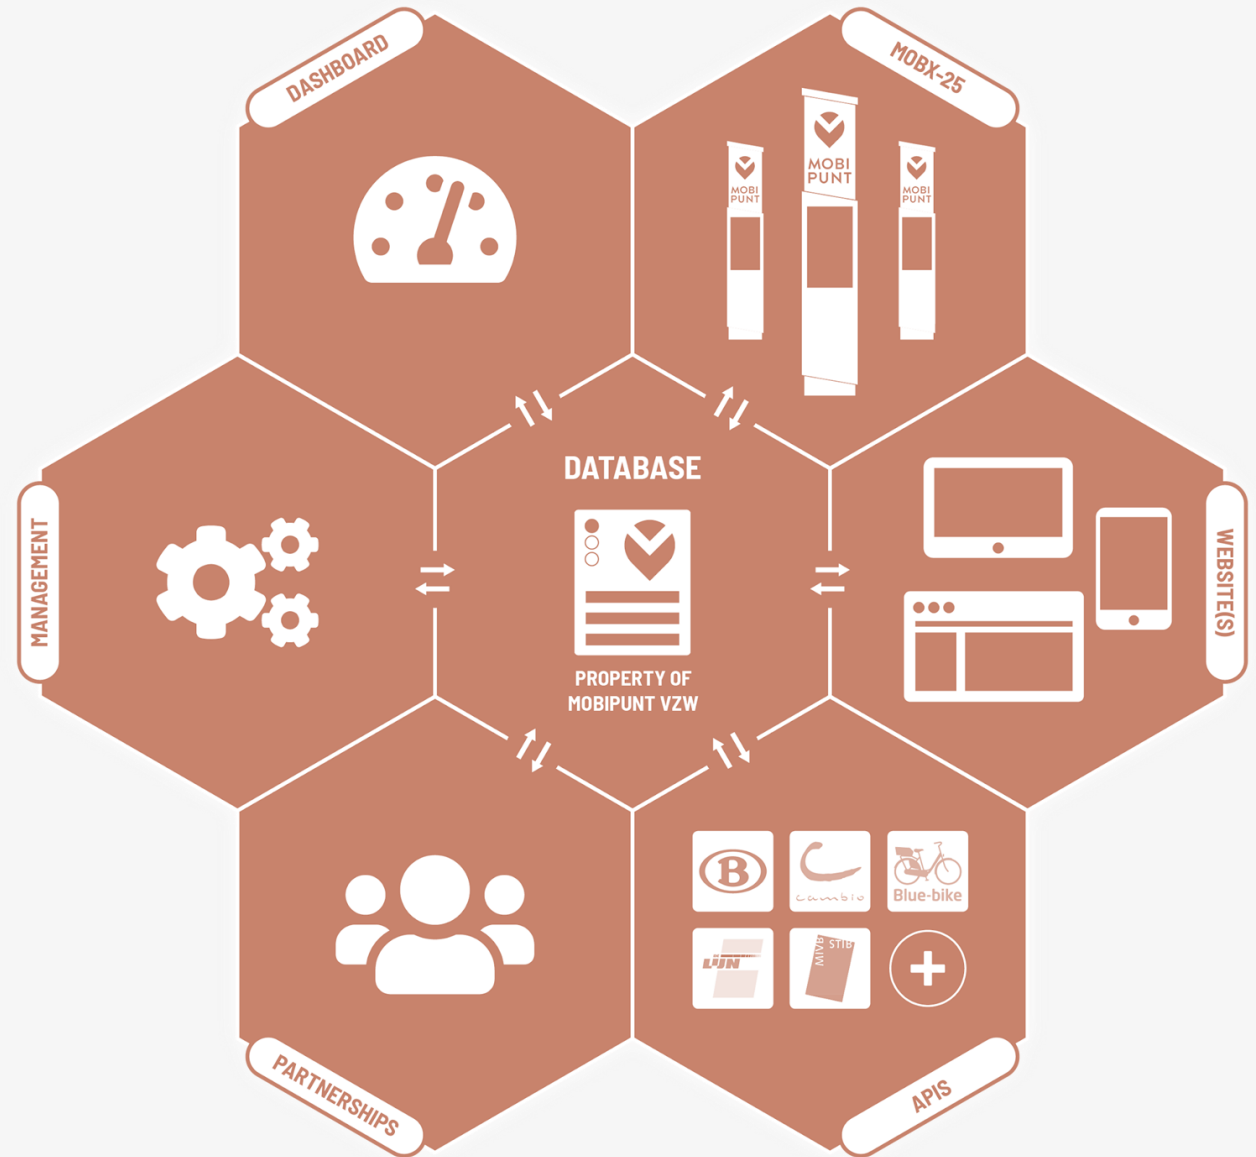 DASHBOARD
MOBX-25
MOBI
PUNT
MOBI
PUNT
MOBI
PUNT
MANAGEMENT
DATABASE
PROPERTY OF
MOBIPUNT VZW
WEBSITE(S)
B
cambio
Blue-bike
LIJN
MIVB
STIB
PARTNERSHIPS
APIS